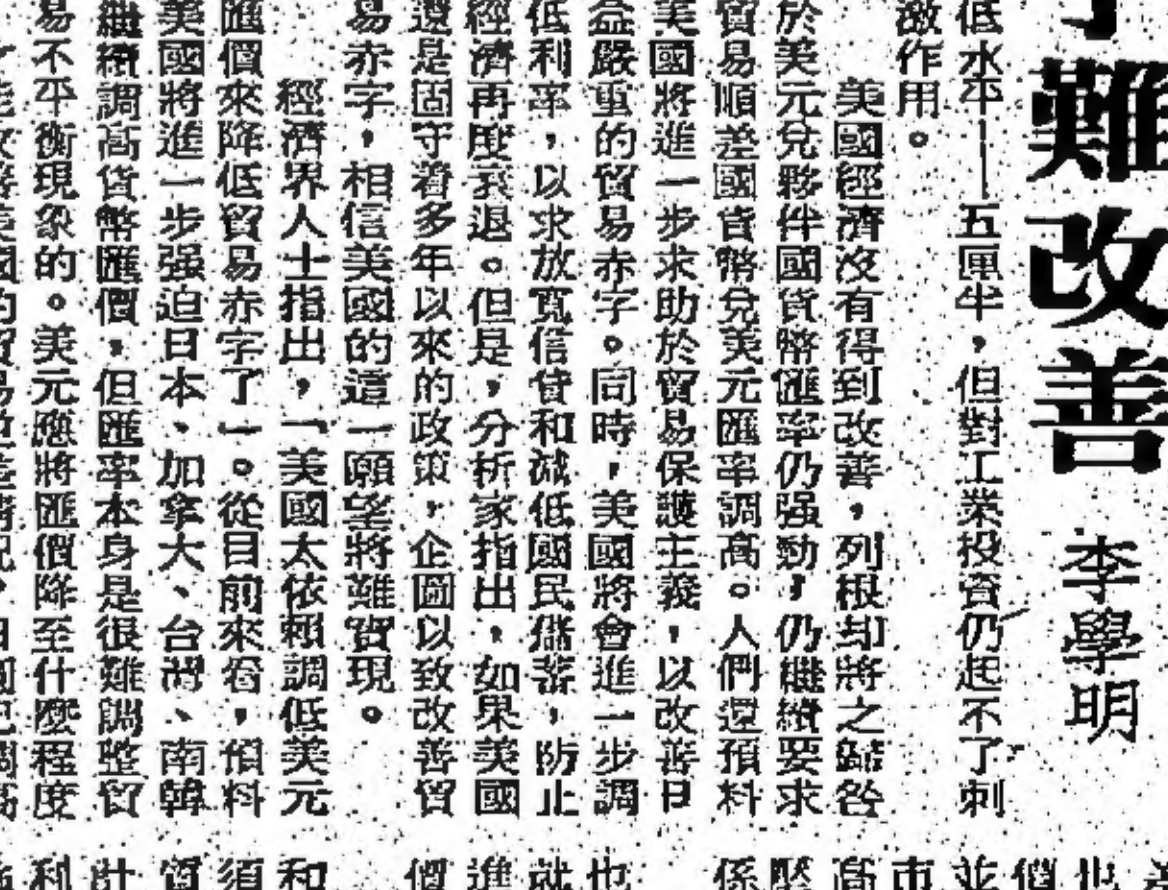 難改善
李學明
低水平——五厘半，但對工業投資仍起不了刺
激作用。
美國經濟沒有得到改善，列根却將之歸咎
於美元兌夥伴國貨幣匯率仍强勁，仍繼續要求
貿易順差國貨幣兌美元匯率調高。人們還預料
美國將進一步求助於貿易保護主義，以改善日
益嚴重的貿易赤字。同時，美國將會進一步調
低利率，以求放寬信貸和減低國民儲蓄，防止
經濟再度衰退。但是，分析家指出，如果美國
還是固守着多年以來的政策，企圖以致改善貿
易赤字，相信美國的這一願望將難實現。
經濟界人士指出，「美國太依賴調低美元
匯價來降低貿易赤字了」。從目前來看，預料
美國將進一步强迫日本、加拿大、台灣、南韓
繼續調高貨幣匯價，但匯率本身是很難調整貿
易不平衡現象的。美元應將匯價降至什麼程度